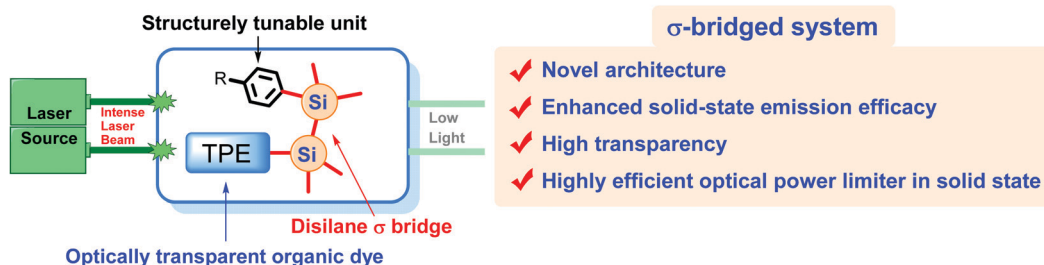 Structurely tunable unit
R
Laser
Source
Intense
Laser
Beam
Si
TPE
Si
Low
Light
Disilane σ bridge
Optically transparent organic dye
σ-bridged system
Novel architecture
Enhanced solid-state emission efficacy
High transparency
Highly efficient optical power limiter in solid state